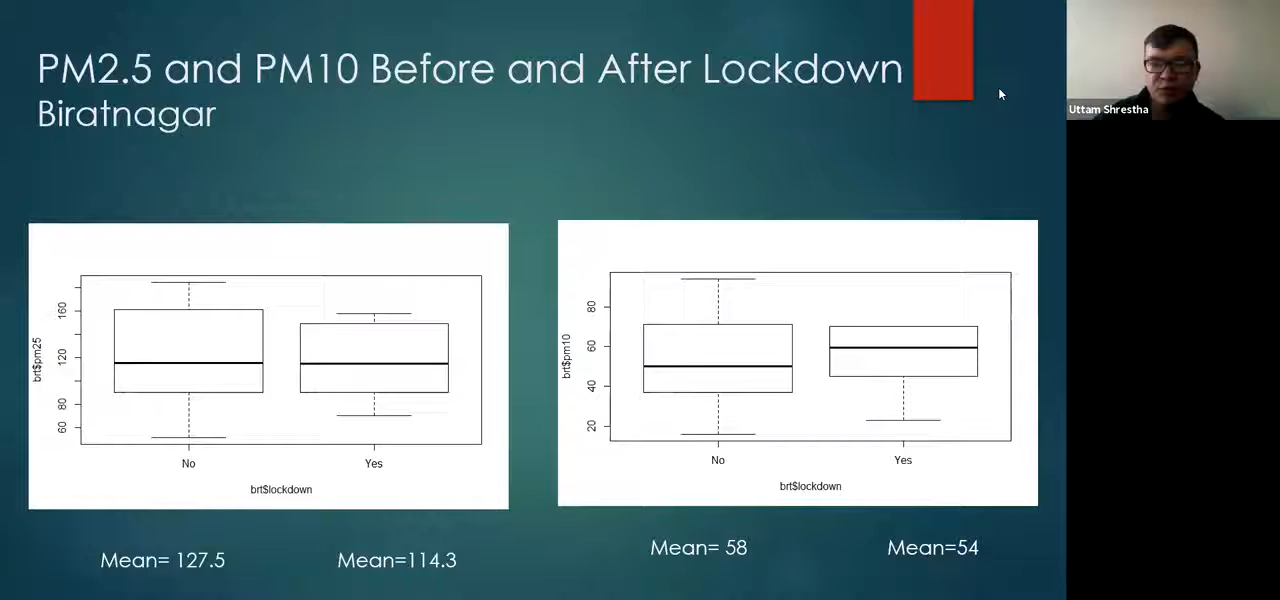 PM2.5 and PM10 Before and After Lockdown
Biratnagar
Uttam Shrestha
brt$pm25
160
120
80
60
No
Yes
brt$lockdown
brt$pm10
80
60
40
20
No
Yes
brt$lockdown
Mean= 127.5
Mean=114.3
Mean= 58
Mean=54